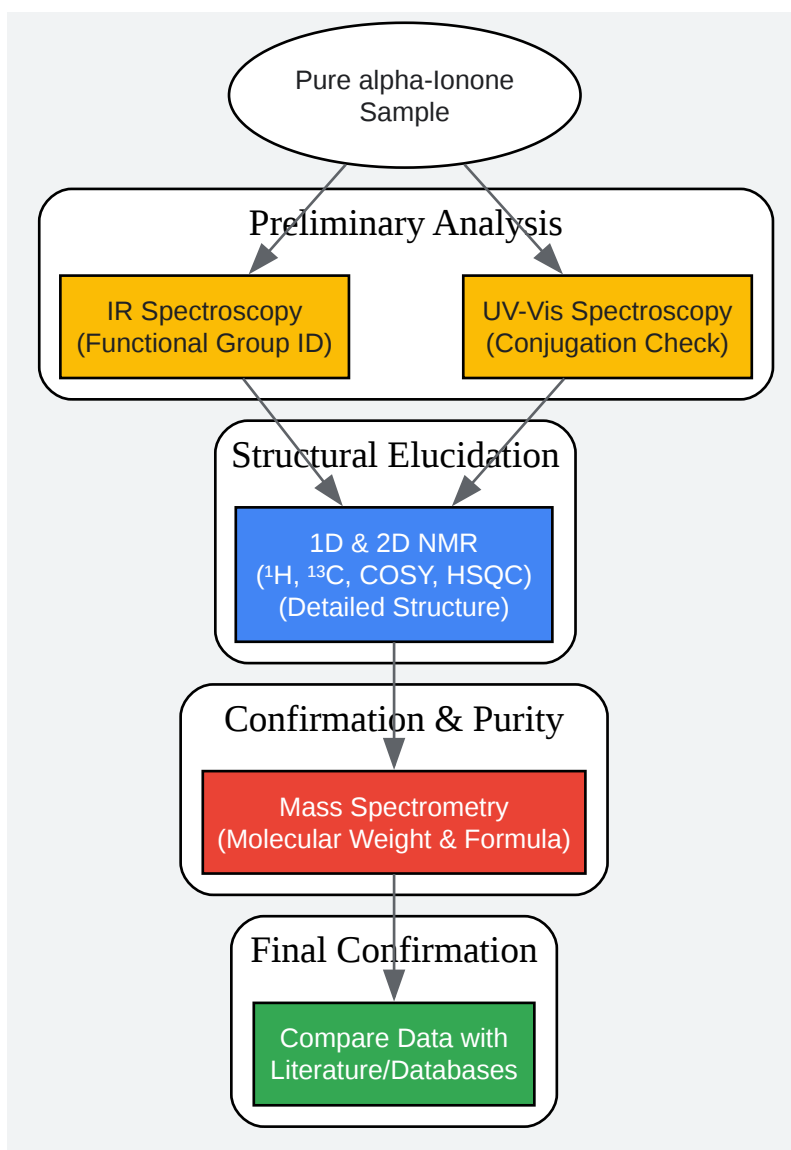 Pure alpha-Ionone
Sample
Preliminary Analysis
IR Spectroscopy
(Functional Group ID)
UV-Vis Spectroscopy
(Conjugation Check)
Structural Elucidation
1D & 2D NMR
(¹H, ¹³C, COSY, HSQC)
(Detailed Structure)
Confirmation & Purity
Mass Spectrometry
(Molecular Weight & Formula)
Final Confirmation
Compare Data with
Literature/Databases